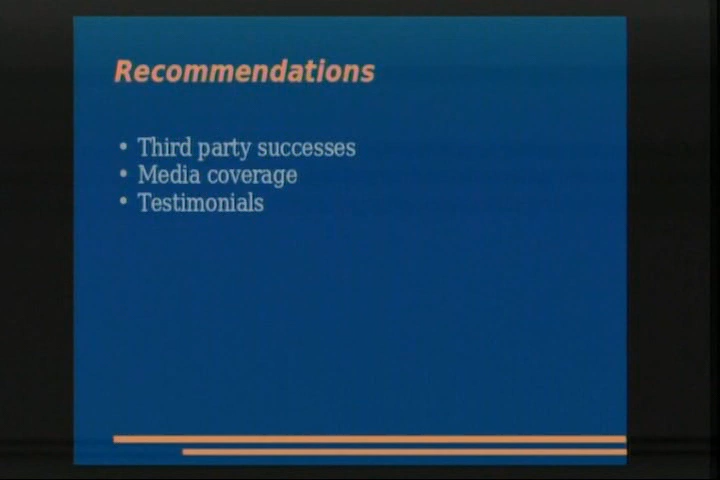 Recommendations
• Third party successes
• Media coverage
• Testimonials